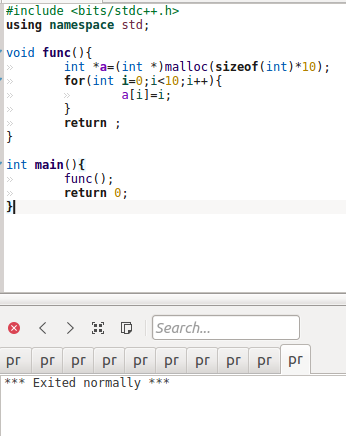 #include <bits/stdc++.h>
using namespace std;
void func(){
» int *a=(int *)malloc(sizeof(int)*10);
» for(int i=0;i<10;i++){
» » a[i]=i;
» }
» return ;
}
int main(){
» func();
» return 0;
}
Search...
pr pr pr pr pr pr pr pr pr pr
*** Exited normally ***